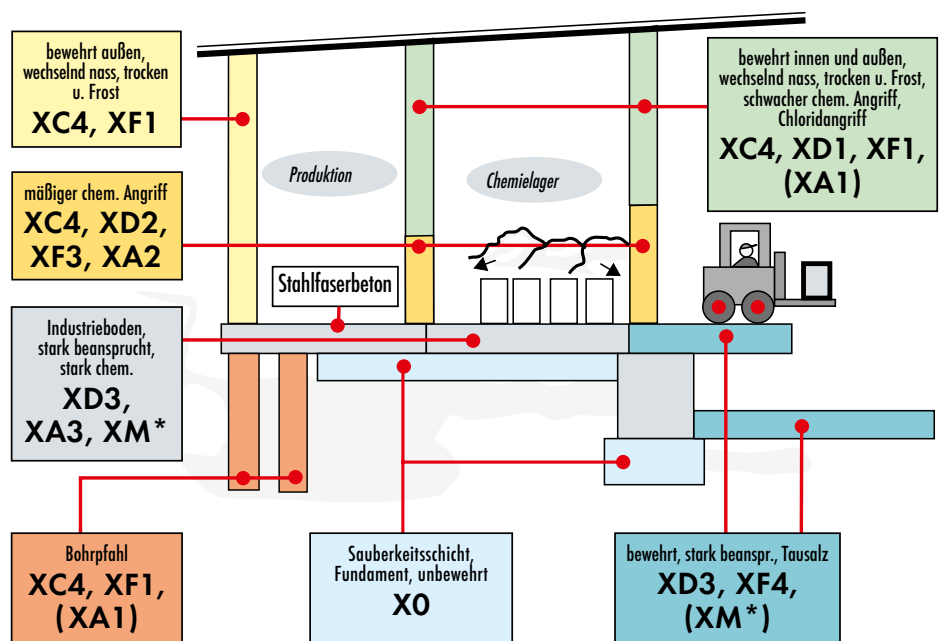 bewehrt außen,
wechselnd nass, trocken
u. Frost
XC4, XF1
bewehrt innen und außen,
wechselnd nass, trocken u. Frost,
schwacher chem. Angriff,
Chloridangriff
XC4, XD1, XF1,
(XA1)
Produktion
Chemielager
mäßiger chem. Angriff
XC4, XD2,
XF3, XA2
Stahlfaserbeton
Industrieboden,
stark beansprucht,
stark chem.
XD3,
XA3, XM*
Bohrpfahl
XC4, XF1,
(XA1)
Sauberkeitsschicht,
Fundament, unbewehrt
X0
bewehrt, stark beanspr., Tausalz
XD3, XF4,
(XM*)